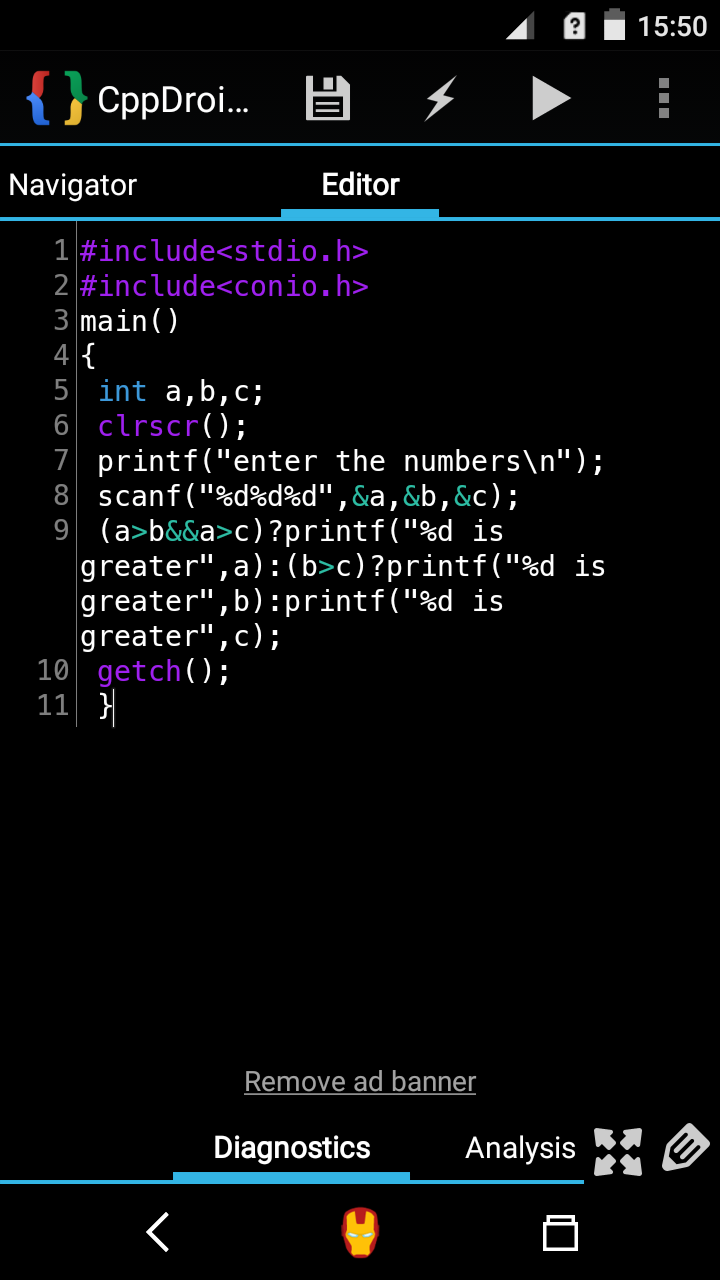 15:50
CppDroi...
Navigator Editor
1 #include<stdio.h>
2 #include<conio.h>
3 main()
4 {
5 int a,b,c;
6 clrscr();
7 printf("enter the numbers\n");
8 scanf("%d%d%d",&a,&b,&c);
9 (a>b&&a>c)?printf("%d is
greater",a):(b>c)?printf("%d is
greater",b):printf("%d is
greater",c);
10 getch();
11 }
Remove ad banner
Diagnostics Analysis